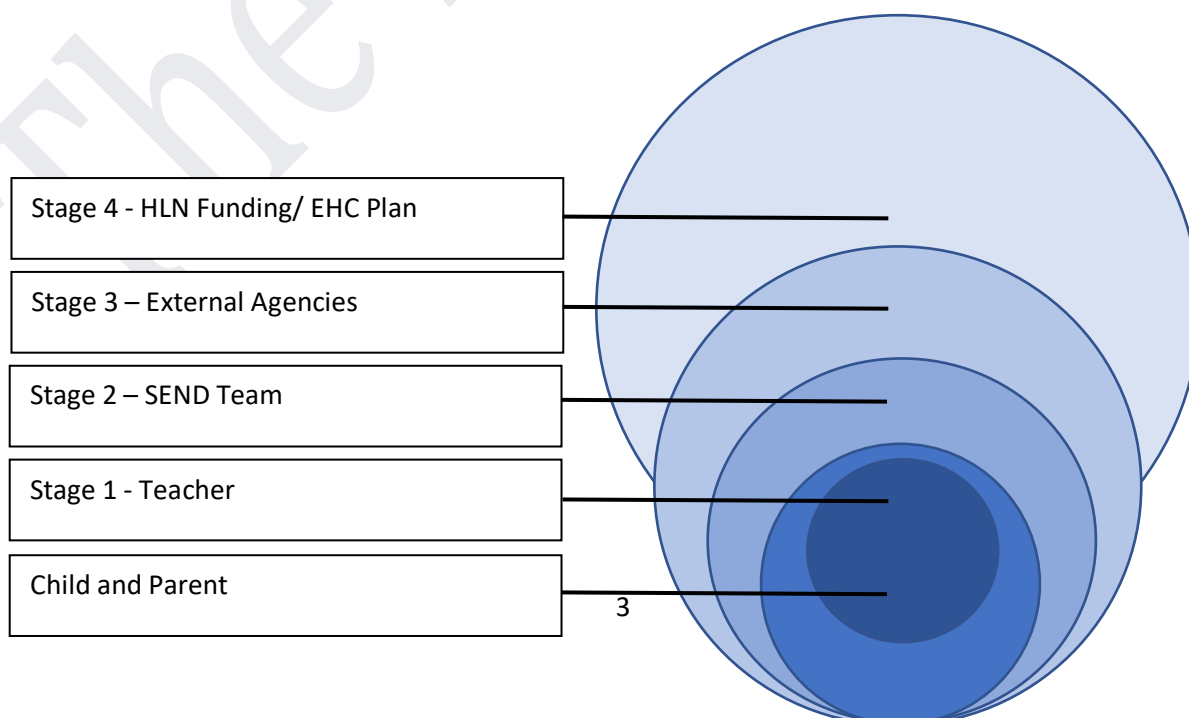 The
Stage 4 - HLN Funding/ EHC Plan
Stage 3 – External Agencies
Stage 2 – SEND Team
Stage 1 - Teacher
Child and Parent
3